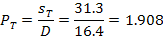 P_T = s_T / D = 31.3 / 16.4 = 1.908